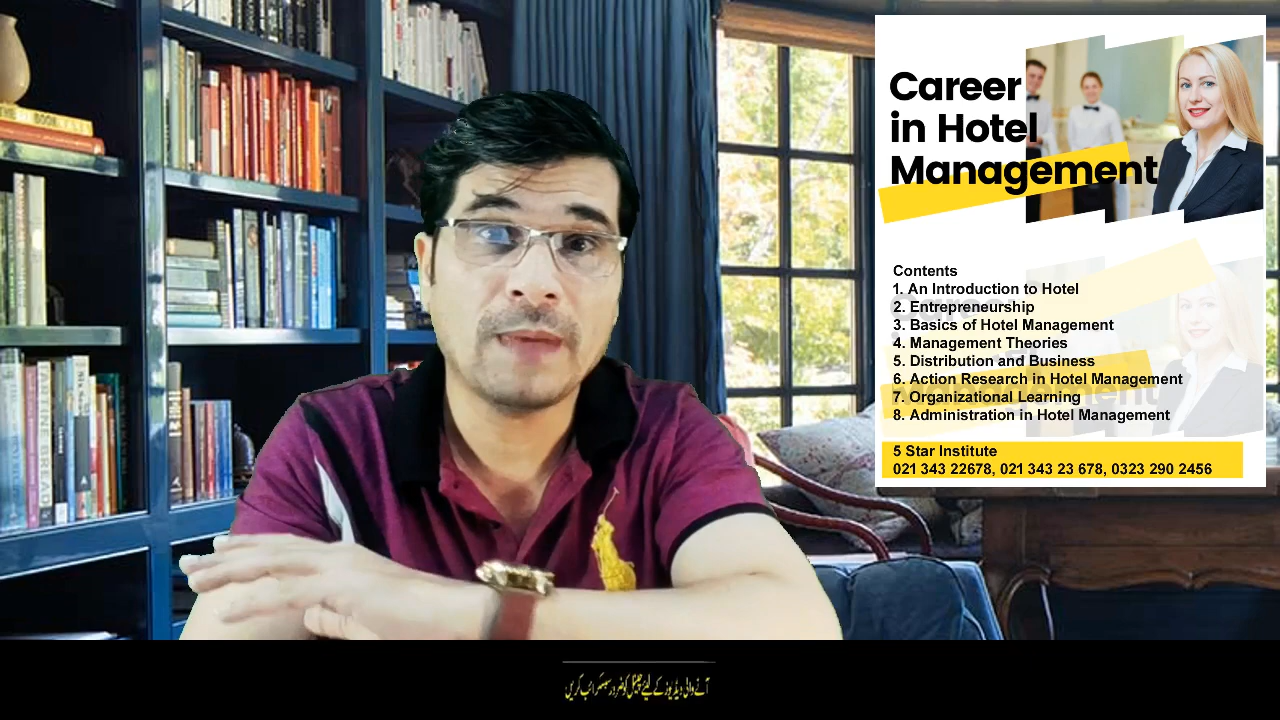 Career
in Hotel
Management
Contents
1. An Introduction to Hotel
2. Entrepreneurship
3. Basics of Hotel Management
4. Management Theories
5. Distribution and Business
6. Action Research in Hotel Management
7. Organizational Learning
8. Administration in Hotel Management
5 Star Institute
021 343 22678, 021 343 23 678, 0323 290 2456
آنے والی ویڈیوز کے لیئے چینل کو ضرور سبسکرائب کریں